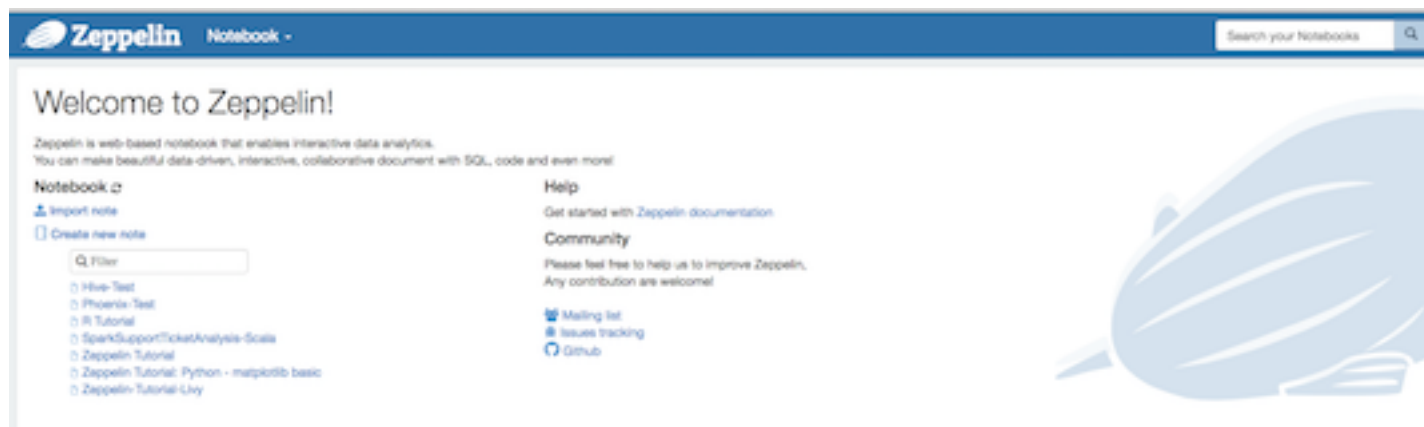 Zeppelin Notebook
Search your Notebooks
Welcome to Zeppelin!
Zeppelin is web-based notebook that enables interactive data analytics.
You can make beautiful data-driven, interactive, collaborative document with SQL, code and even more!
Notebook
Import note
Create new note
Filter
Hive-Test
Phoenix-Test
R Tutorial
SparkSupportTicketAnalysis-Scala
Zeppelin Tutorial
Zeppelin Tutorial: Python - matplotlib basic
Zeppelin-Tutorial-Livy
Help
Get started with Zeppelin documentation
Community
Please feel free to help us to improve Zeppelin,
Any contribution are welcome!
Mailing list
Issues tracking
Github